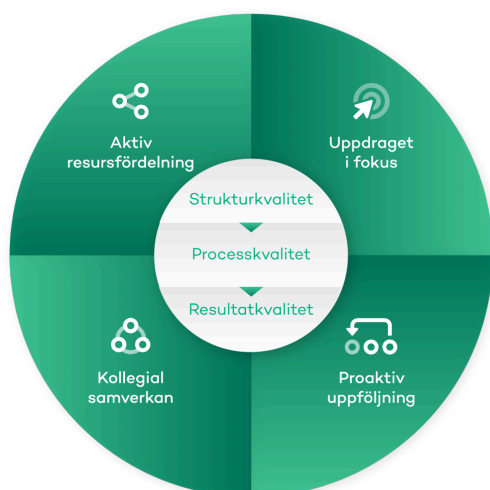 Aktiv
resursfördelning
Uppdraget
i fokus
Strukturkvalitet
Processkvalitet
Resultatkvalitet
Kollegial
samverkan
Proaktiv
uppföljning